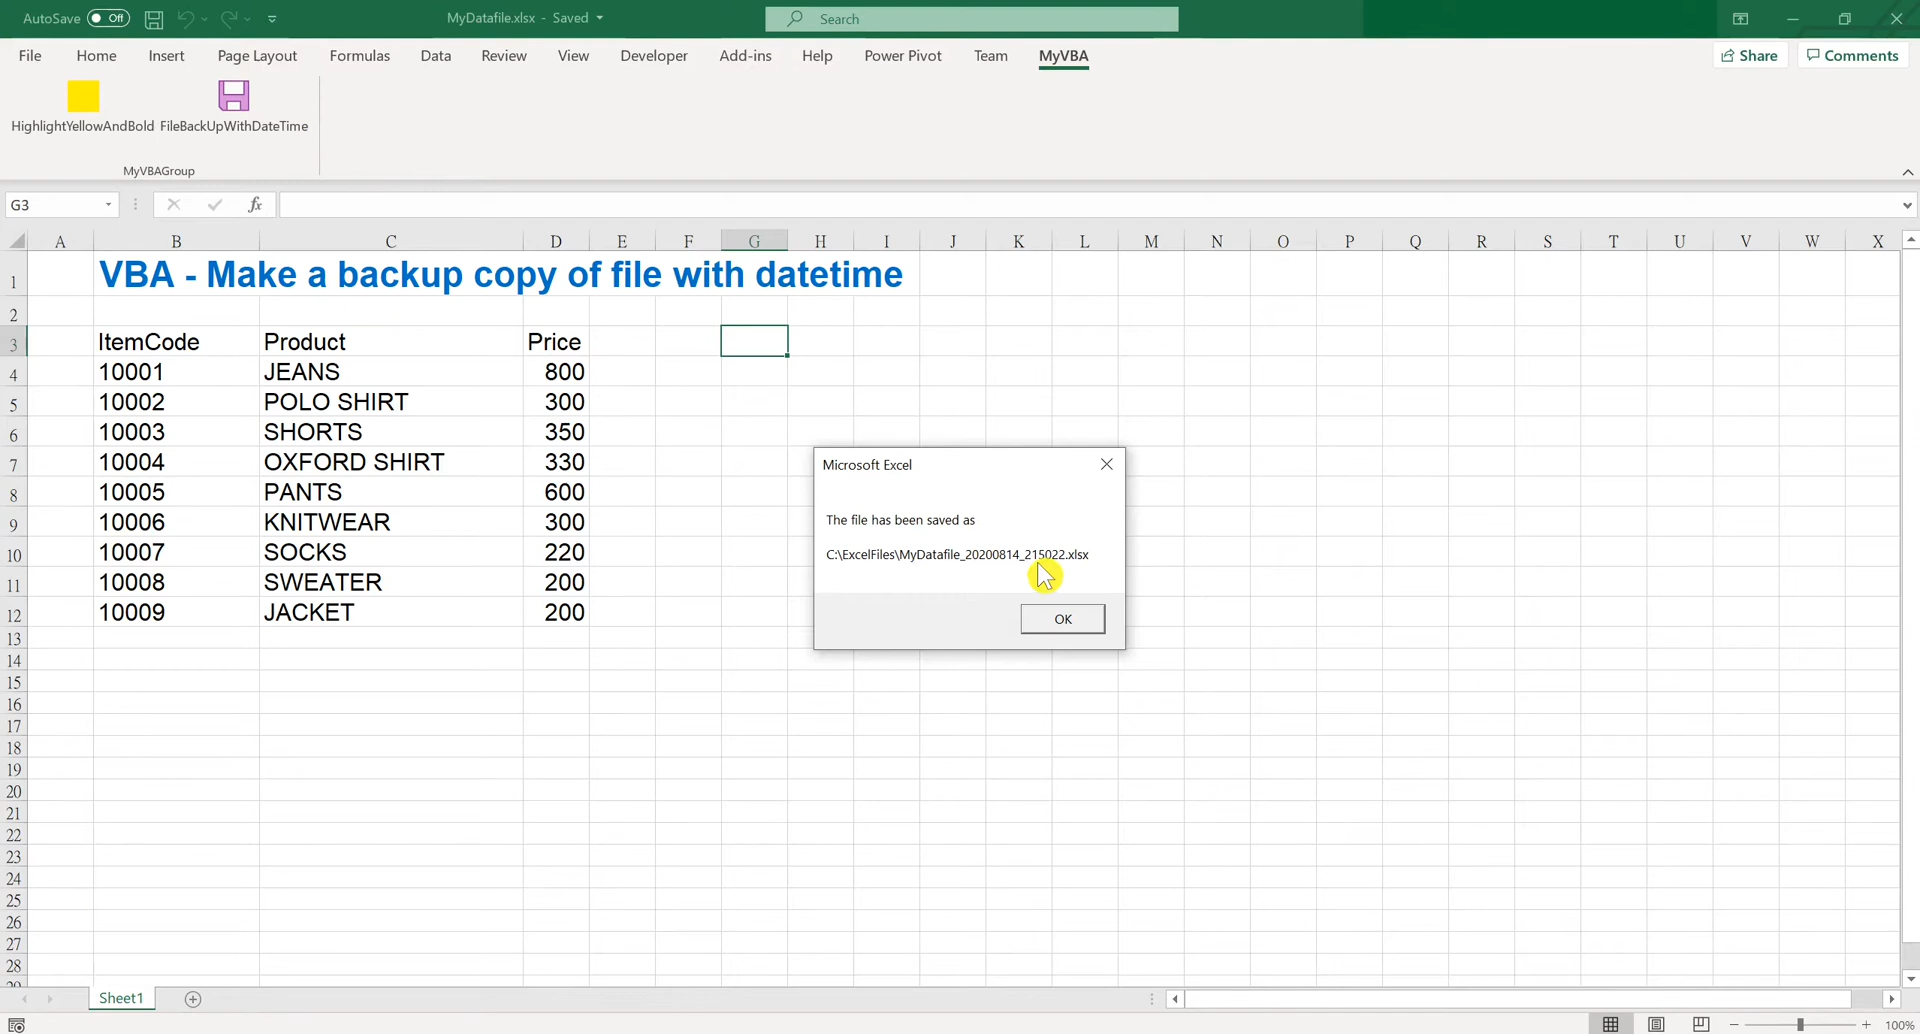 AutoSave Off MyDatafile.xlsx - Saved Search
File Home Insert Page Layout Formulas Data Review View Developer Add-ins Help Power Pivot Team MyVBA Share Comments
HighlightYellowAndBold FileBackUpWithDateTime
MyVBAGroup
G3 fx
A B C D E F G H I J K L M N O P Q R S T U V W X
1 VBA - Make a backup copy of file with datetime
2
3 ItemCode Product Price
4 10001 JEANS 800
5 10002 POLO SHIRT 300
6 10003 SHORTS 350
7 10004 OXFORD SHIRT 330
8 10005 PANTS 600
9 10006 KNITWEAR 300
10 10007 SOCKS 220
11 10008 SWEATER 200
12 10009 JACKET 200
Microsoft Excel
The file has been saved as
C:\ExcelFiles\MyDatafile_20200814_215022.xlsx
OK
13
14
15
16
17
18
19
20
21
22
23
24
25
26
27
28
29
Sheet1
100%